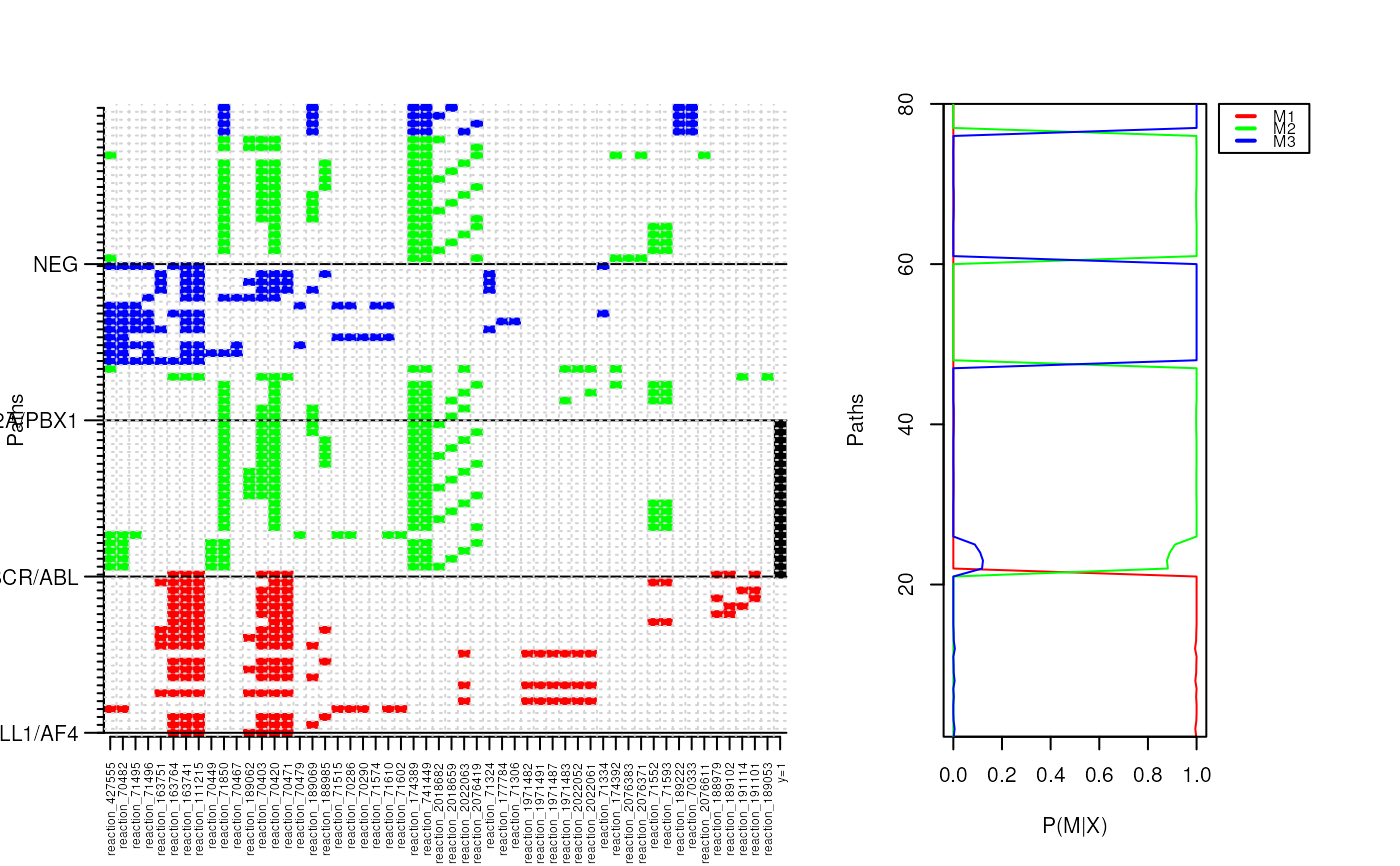 NEG
2A/PBX1
BCR/ABL
LL1/AF4
Paths
reaction_427555
reaction_70482
reaction_71495
reaction_71496
reaction_163751
reaction_163764
reaction_163741
reaction_111215
reaction_70449
reaction_71850
reaction_70467
reaction_189062
reaction_70403
reaction_70420
reaction_70471
reaction_70479
reaction_189069
reaction_188985
reaction_71515
reaction_70286
reaction_70290
reaction_71574
reaction_71610
reaction_71602
reaction_174389
reaction_741449
reaction_2018682
reaction_2018659
reaction_2022063
reaction_2076419
reaction_71324
reaction_177784
reaction_71306
reaction_1971482
reaction_1971491
reaction_1971487
reaction_1971483
reaction_2022052
reaction_2022061
reaction_71334
reaction_174392
reaction_2076383
reaction_2076371
reaction_71552
reaction_71593
reaction_189222
reaction_70333
reaction_2076611
reaction_188979
reaction_189102
reaction_191114
reaction_191101
reaction_189053
y=1
80
60
40
20
Paths
0.0 0.2 0.4 0.6 0.8 1.0
P(M|X)
M1
M2
M3